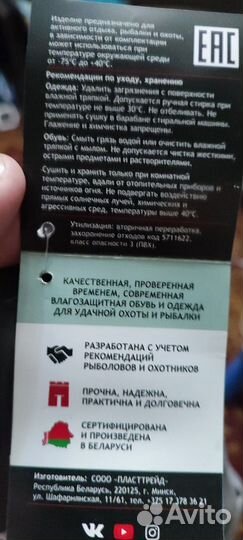 Изделие предназначено для
активного отдыха, рыбалки и охоты,
в зависимости от комплектации
может использоваться при
температуре окружающей среды
от -75°C до +40°C.
EAC
Рекомендации по уходу, хранению
Одежда: Удалить загрязнения с поверхности
влажной тряпкой. Допускается ручная стирка при
температуре не выше 30°C. Не отбеливать. Не
применять сушку в барабане стиральной машины.
Глажение и химчистка запрещены.
Обувь: Смыть грязь водой или очистить влажной
тряпкой с мылом. Не допускается чистка жесткими,
острыми предметами и растворителями.
Сушить и хранить только при комнатной
температуре, вдали от отопительных приборов и
источников огня. Не подвергать воздействию
прямых солнечных лучей, химических и
агрессивных сред, температуры выше 40°C.
Утилизация: вторичная переработка,
захоронение отходов код 5711622,
класс опасности 3 (ПВХ).
КАЧЕСТВЕННАЯ, ПРОВЕРЕННАЯ
ВРЕМЕНЕМ, СОВРЕМЕННАЯ
ВЛАГОЗАЩИТНАЯ ОБУВЬ И ОДЕЖДА
ДЛЯ УДАЧНОЙ ОХОТЫ И РЫБАЛКИ
РАЗРАБОТАНА С УЧЕТОМ
РЕКОМЕНДАЦИЙ
РЫБОЛОВОВ И ОХОТНИКОВ
ПРОЧНА, НАДЕЖНА,
ПРАКТИЧНА И ДОЛГОВЕЧНА
СЕРТИФИЦИРОВАНА
И ПРОИЗВЕДЕНА
В БЕЛАРУСИ
Изготовитель: СООО «ПЛАСТТРЕЙД»
Республика Беларусь, 220125, г. Минск,
ул. Шафарнянская, 11/61, тел. +375 17 378 36 21
Avito